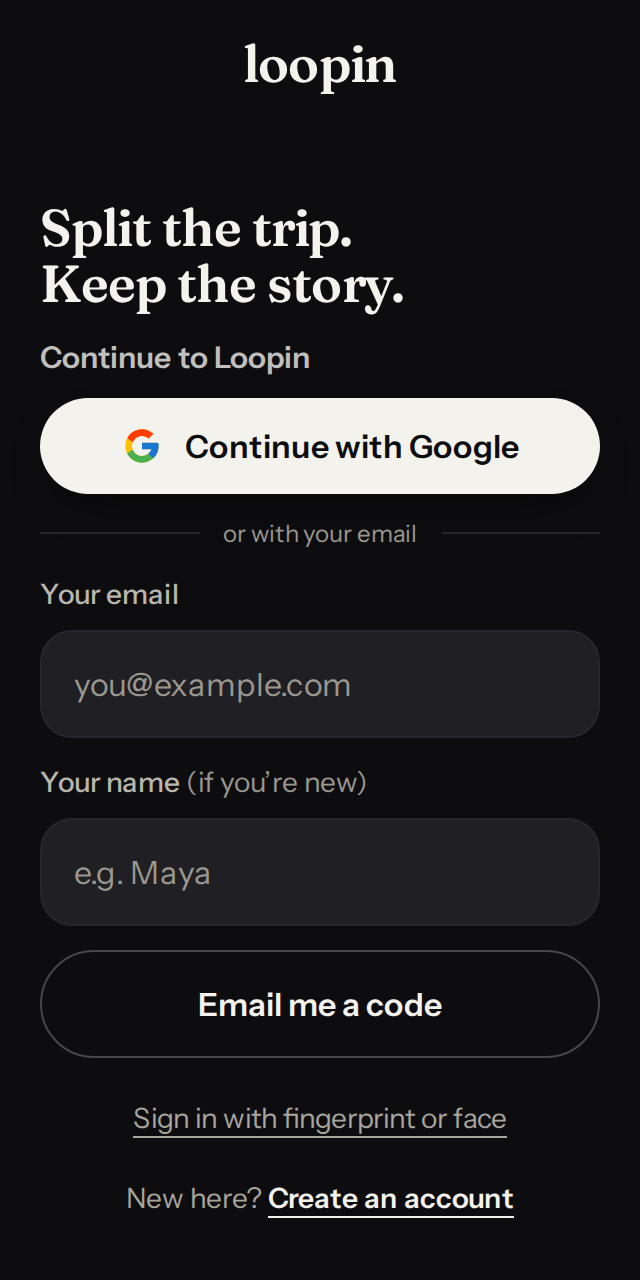 loopin
Split the trip.
Keep the story.
Continue to Loopin
Continue with Google
or with your email
Your email
you@example.com
Your name (if you’re new)
e.g. Maya
Email me a code
Sign in with fingerprint or face
New here? Create an account